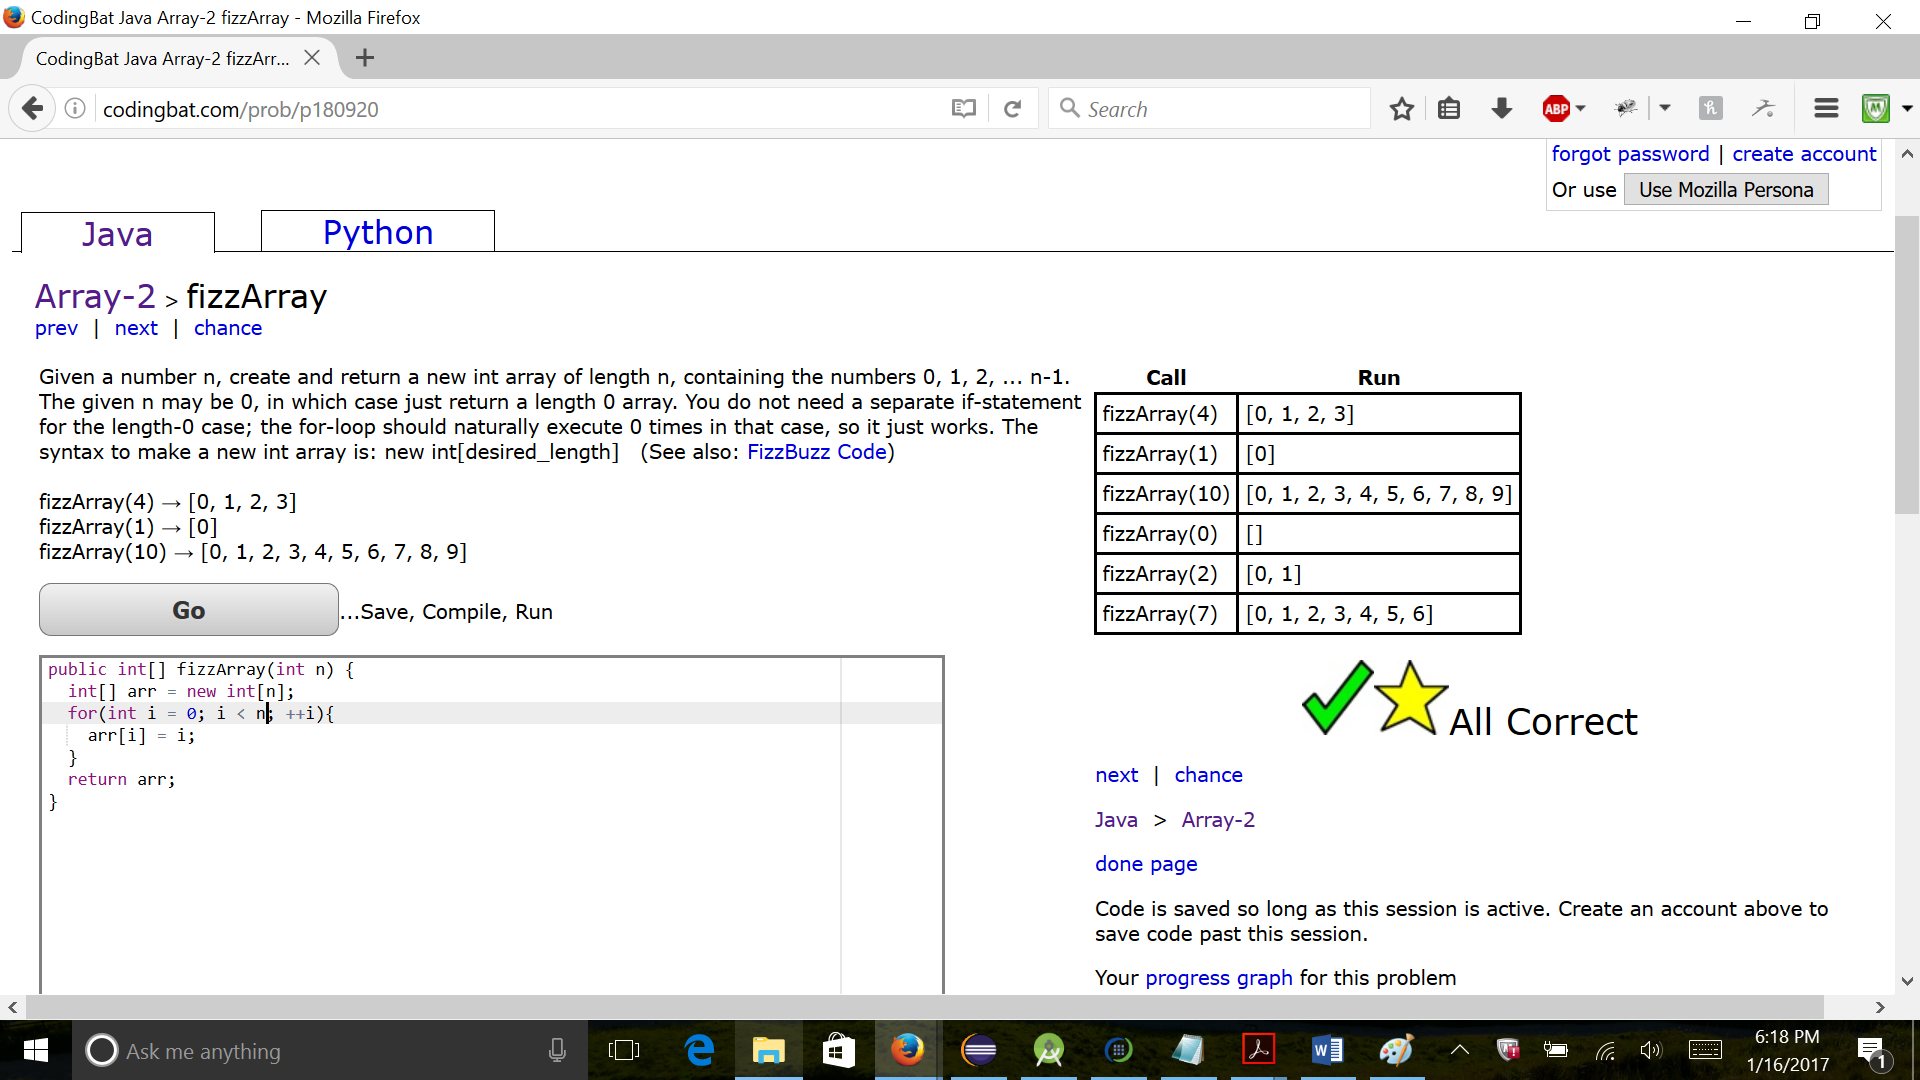 CodingBat Java Array-2 fizzArray - Mozilla Firefox
CodingBat Java Array-2 fizzArr...
codingbat.com/prob/p180920
Search
ABP
forgot password | create account
Or use Use Mozilla Persona
Java
Python
Array-2 > fizzArray
prev | next | chance
Given a number n, create and return a new int array of length n, containing the numbers 0, 1, 2, ... n-1.
The given n may be 0, in which case just return a length 0 array. You do not need a separate if-statement
for the length-0 case; the for-loop should naturally execute 0 times in that case, so it just works. The
syntax to make a new int array is: new int[desired_length] (See also: FizzBuzz Code)
fizzArray(4) → [0, 1, 2, 3]
fizzArray(1) → [0]
fizzArray(10) → [0, 1, 2, 3, 4, 5, 6, 7, 8, 9]
Go
...Save, Compile, Run
public int[] fizzArray(int n) {
int[] arr = new int[n];
for(int i = 0; i < n; ++i){
arr[i] = i;
}
return arr;
}
Call Run
fizzArray(4) [0, 1, 2, 3]
fizzArray(1) [0]
fizzArray(10) [0, 1, 2, 3, 4, 5, 6, 7, 8, 9]
fizzArray(0) []
fizzArray(2) [0, 1]
fizzArray(7) [0, 1, 2, 3, 4, 5, 6]
All Correct
next | chance
Java > Array-2
done page
Code is saved so long as this session is active. Create an account above to
save code past this session.
Your progress graph for this problem
Ask me anything
6:18 PM
1/16/2017
1